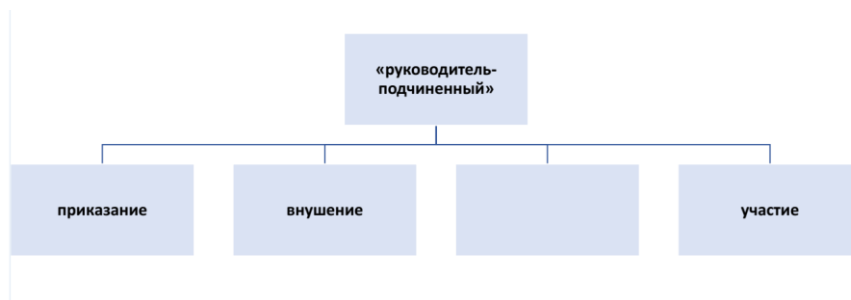 «руководитель-
подчиненный»
приказание
внушение
участие